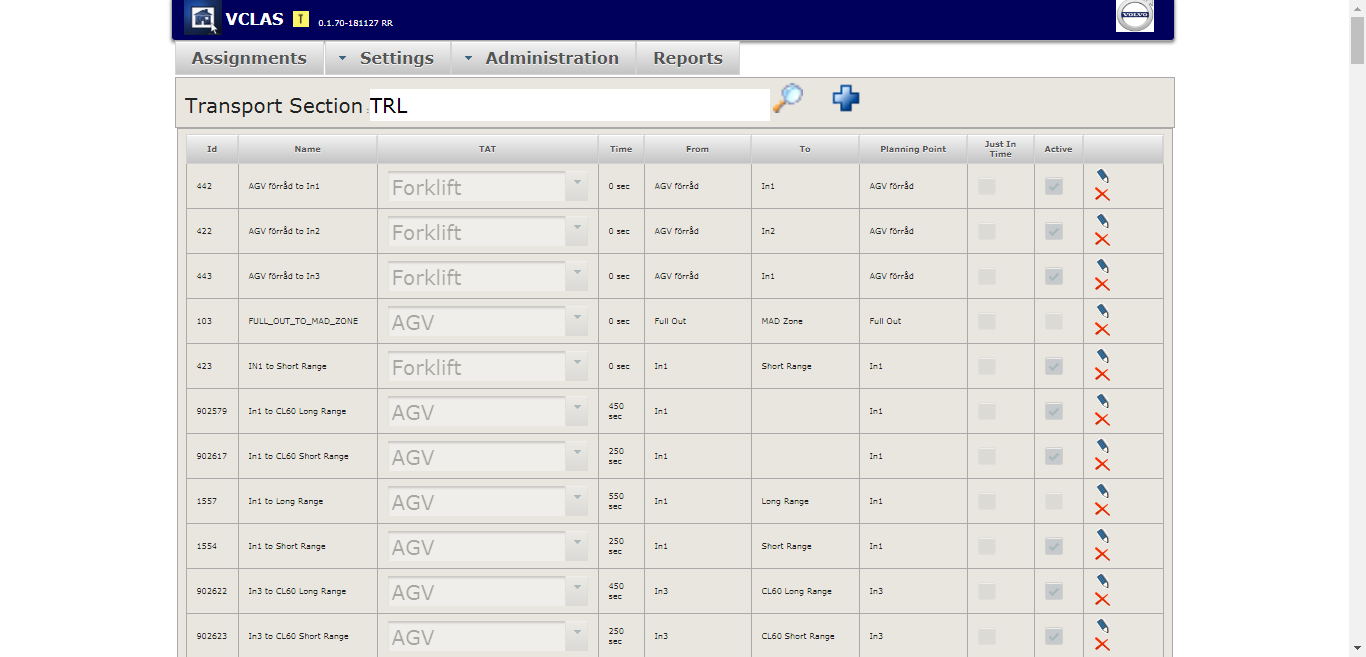 VCLAS T 0.1.70-181127 RR
VOLVO
Assignments Settings Administration Reports
Transport Section : TRL
Id Name TAT Time From To Planning Point Just In Time Active
442 AGV förråd to In1 Forklift 0 sec AGV förråd In1 AGV förråd
422 AGV förråd to In2 Forklift 0 sec AGV förråd In2 AGV förråd
443 AGV förråd to In3 Forklift 0 sec AGV förråd In1 AGV förråd
103 FULL_OUT_TO_MAD_ZONE AGV 0 sec Full Out MAD Zone Full Out
423 IN1 to Short Range Forklift 0 sec In1 Short Range In1
902579 In1 to CL60 Long Range AGV 450 sec In1 In1
902617 In1 to CL60 Short Range AGV 250 sec In1 In1
1557 In1 to Long Range AGV 550 sec In1 Long Range In1
1554 In1 to Short Range AGV 250 sec In1 Short Range In1
902622 In3 to CL60 Long Range AGV 450 sec In3 CL60 Long Range In3
902623 In3 to CL60 Short Range AGV 250 sec In3 CL60 Short Range In3